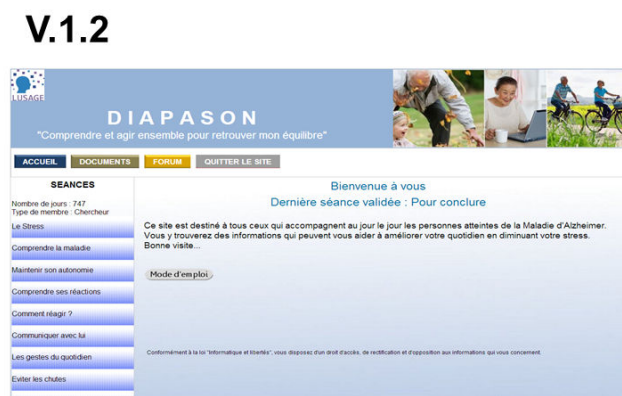 V.1.2
LUSAGE
DIAPASON
"Comprendre et agir ensemble pour retrouver mon équilibre"
ACCUEIL
DOCUMENTS
FORUM
QUITTER LE SITE
SEANCES
Nombre de jours : 747
Type de membre : Chercheur
Le Stress
Comprendre la maladie
Maintenir son autonomie
Comprendre ses réactions
Comment réagir ?
Communiquer avec lui
Les gestes du quotidien
Eviter les chutes
Bienvenue à vous
Dernière séance validée : Pour conclure
Ce site est destiné à tous ceux qui accompagnent au jour le jour les personnes atteintes de la Maladie d'Alzheimer.
Vous y trouverez des informations qui peuvent vous aider à améliorer votre quotidien en diminuant votre stress.
Bonne visite...
Mode d'emploi
Conformément à la loi "Informatique et libertés", vous disposez d'un droit d'accès, de rectification et d'opposition aux informations qui vous concernent.